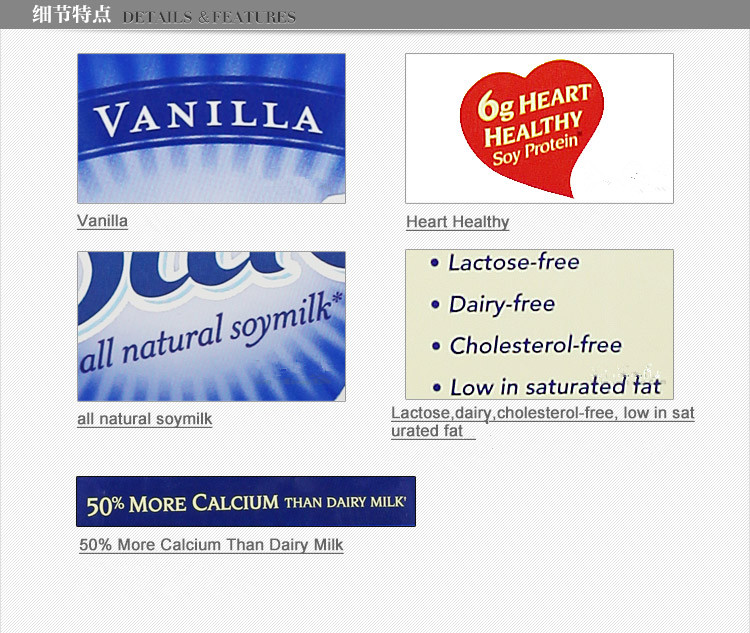 细节特点 DETAILS & FEATURES
VANILLA
Vanilla
6g HEART
HEALTHY
Soy Protein*
Heart Healthy
all natural soymilk*
all natural soymilk
• Lactose-free
• Dairy-free
• Cholesterol-free
• Low in saturated fat
Lactose,dairy,cholesterol-free, low in sat
urated fat
50% MORE CALCIUM THAN DAIRY MILK†
50% More Calcium Than Dairy Milk